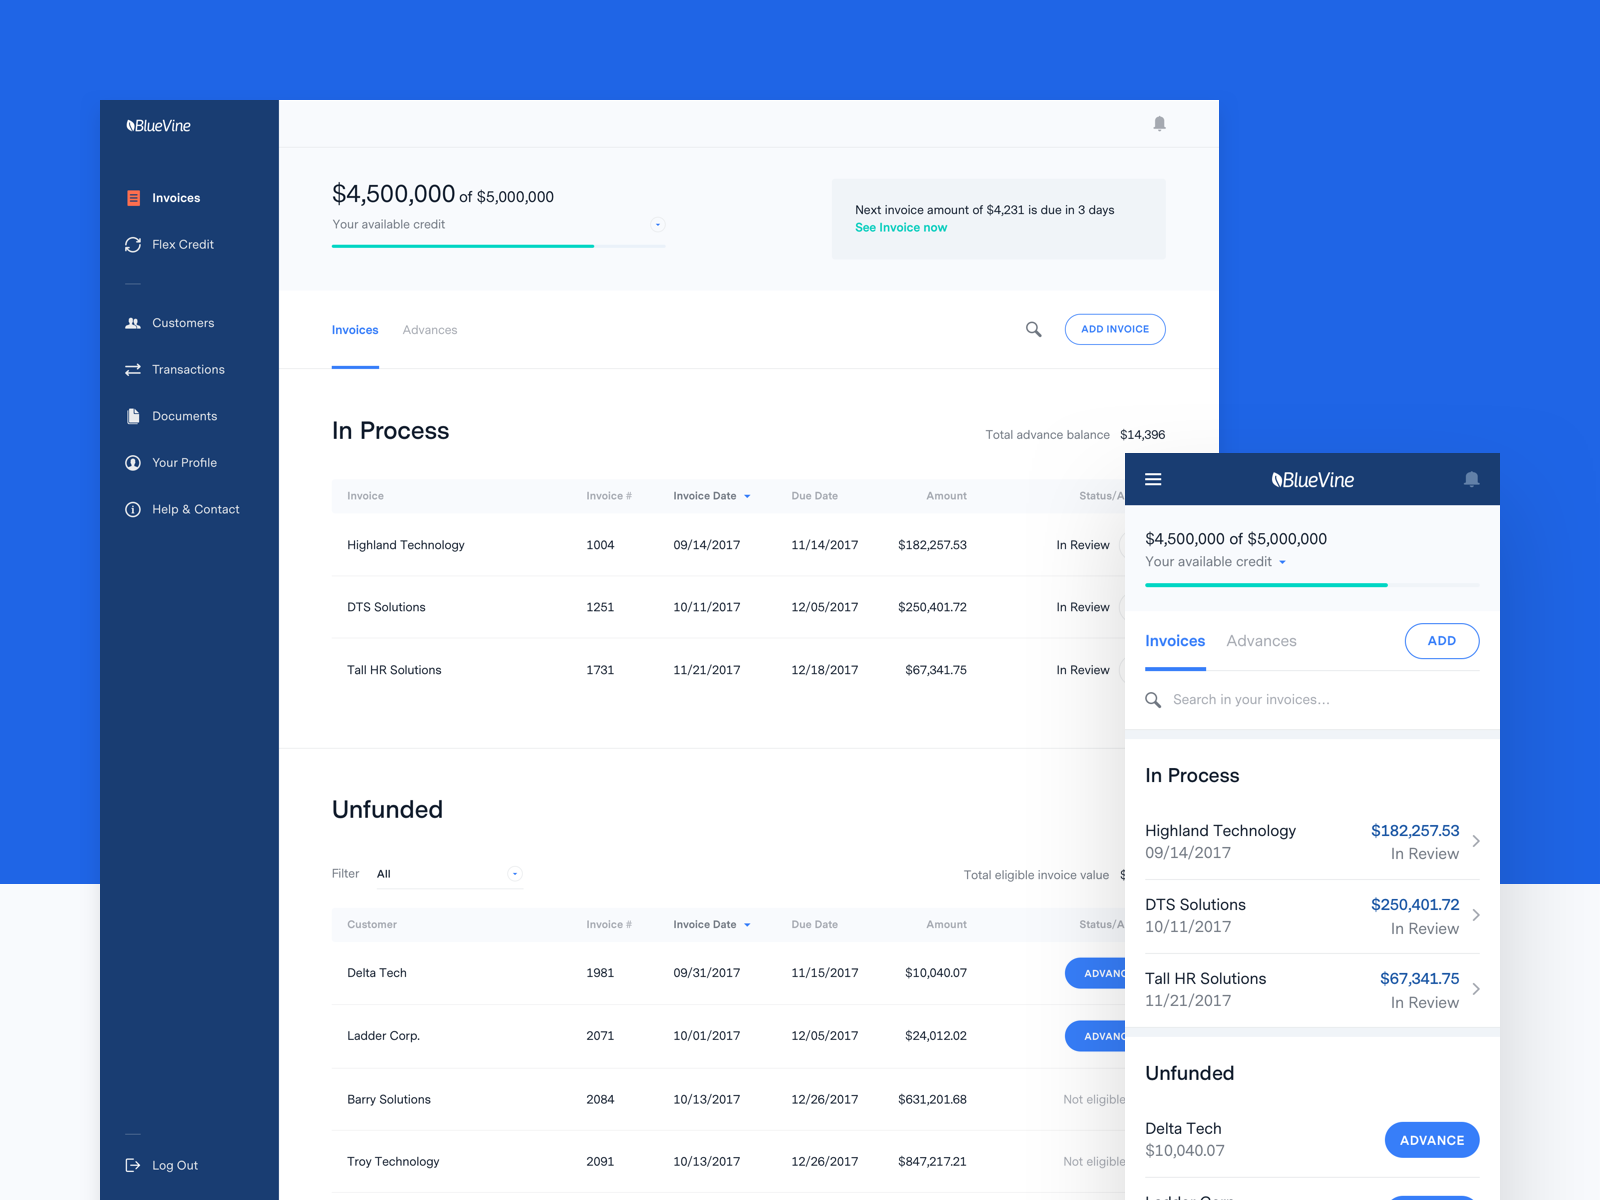 BlueVine
Invoices
Flex Credit
Customers
Transactions
Documents
Your Profile
Help & Contact
Log Out
$4,500,000 of $5,000,000
Your available credit
Next invoice amount of $4,231 is due in 3 days
See Invoice now
Invoices Advances
ADD INVOICE
In Process
Total advance balance $14,396
Invoice Invoice # Invoice Date Due Date Amount Status/A
Highland Technology 1004 09/14/2017 11/14/2017 $182,257.53 In Review
DTS Solutions 1251 10/11/2017 12/05/2017 $250,401.72 In Review
Tall HR Solutions 1731 11/21/2017 12/18/2017 $67,341.75 In Review
Unfunded
Filter All
Total eligible invoice value $
Customer Invoice # Invoice Date Due Date Amount Status/A
Delta Tech 1981 09/31/2017 11/15/2017 $10,040.07 ADVANC
Ladder Corp. 2071 10/01/2017 12/05/2017 $24,012.02 ADVANC
Barry Solutions 2084 10/13/2017 12/26/2017 $631,201.68 Not eligible
Troy Technology 2091 10/13/2017 12/26/2017 $847,217.21 Not eligible
BlueVine
$4,500,000 of $5,000,000
Your available credit
Invoices Advances ADD
Search in your invoices...
In Process
Highland Technology $182,257.53
09/14/2017 In Review
DTS Solutions $250,401.72
10/11/2017 In Review
Tall HR Solutions $67,341.75
11/21/2017 In Review
Unfunded
Delta Tech
$10,040.07
ADVANCE